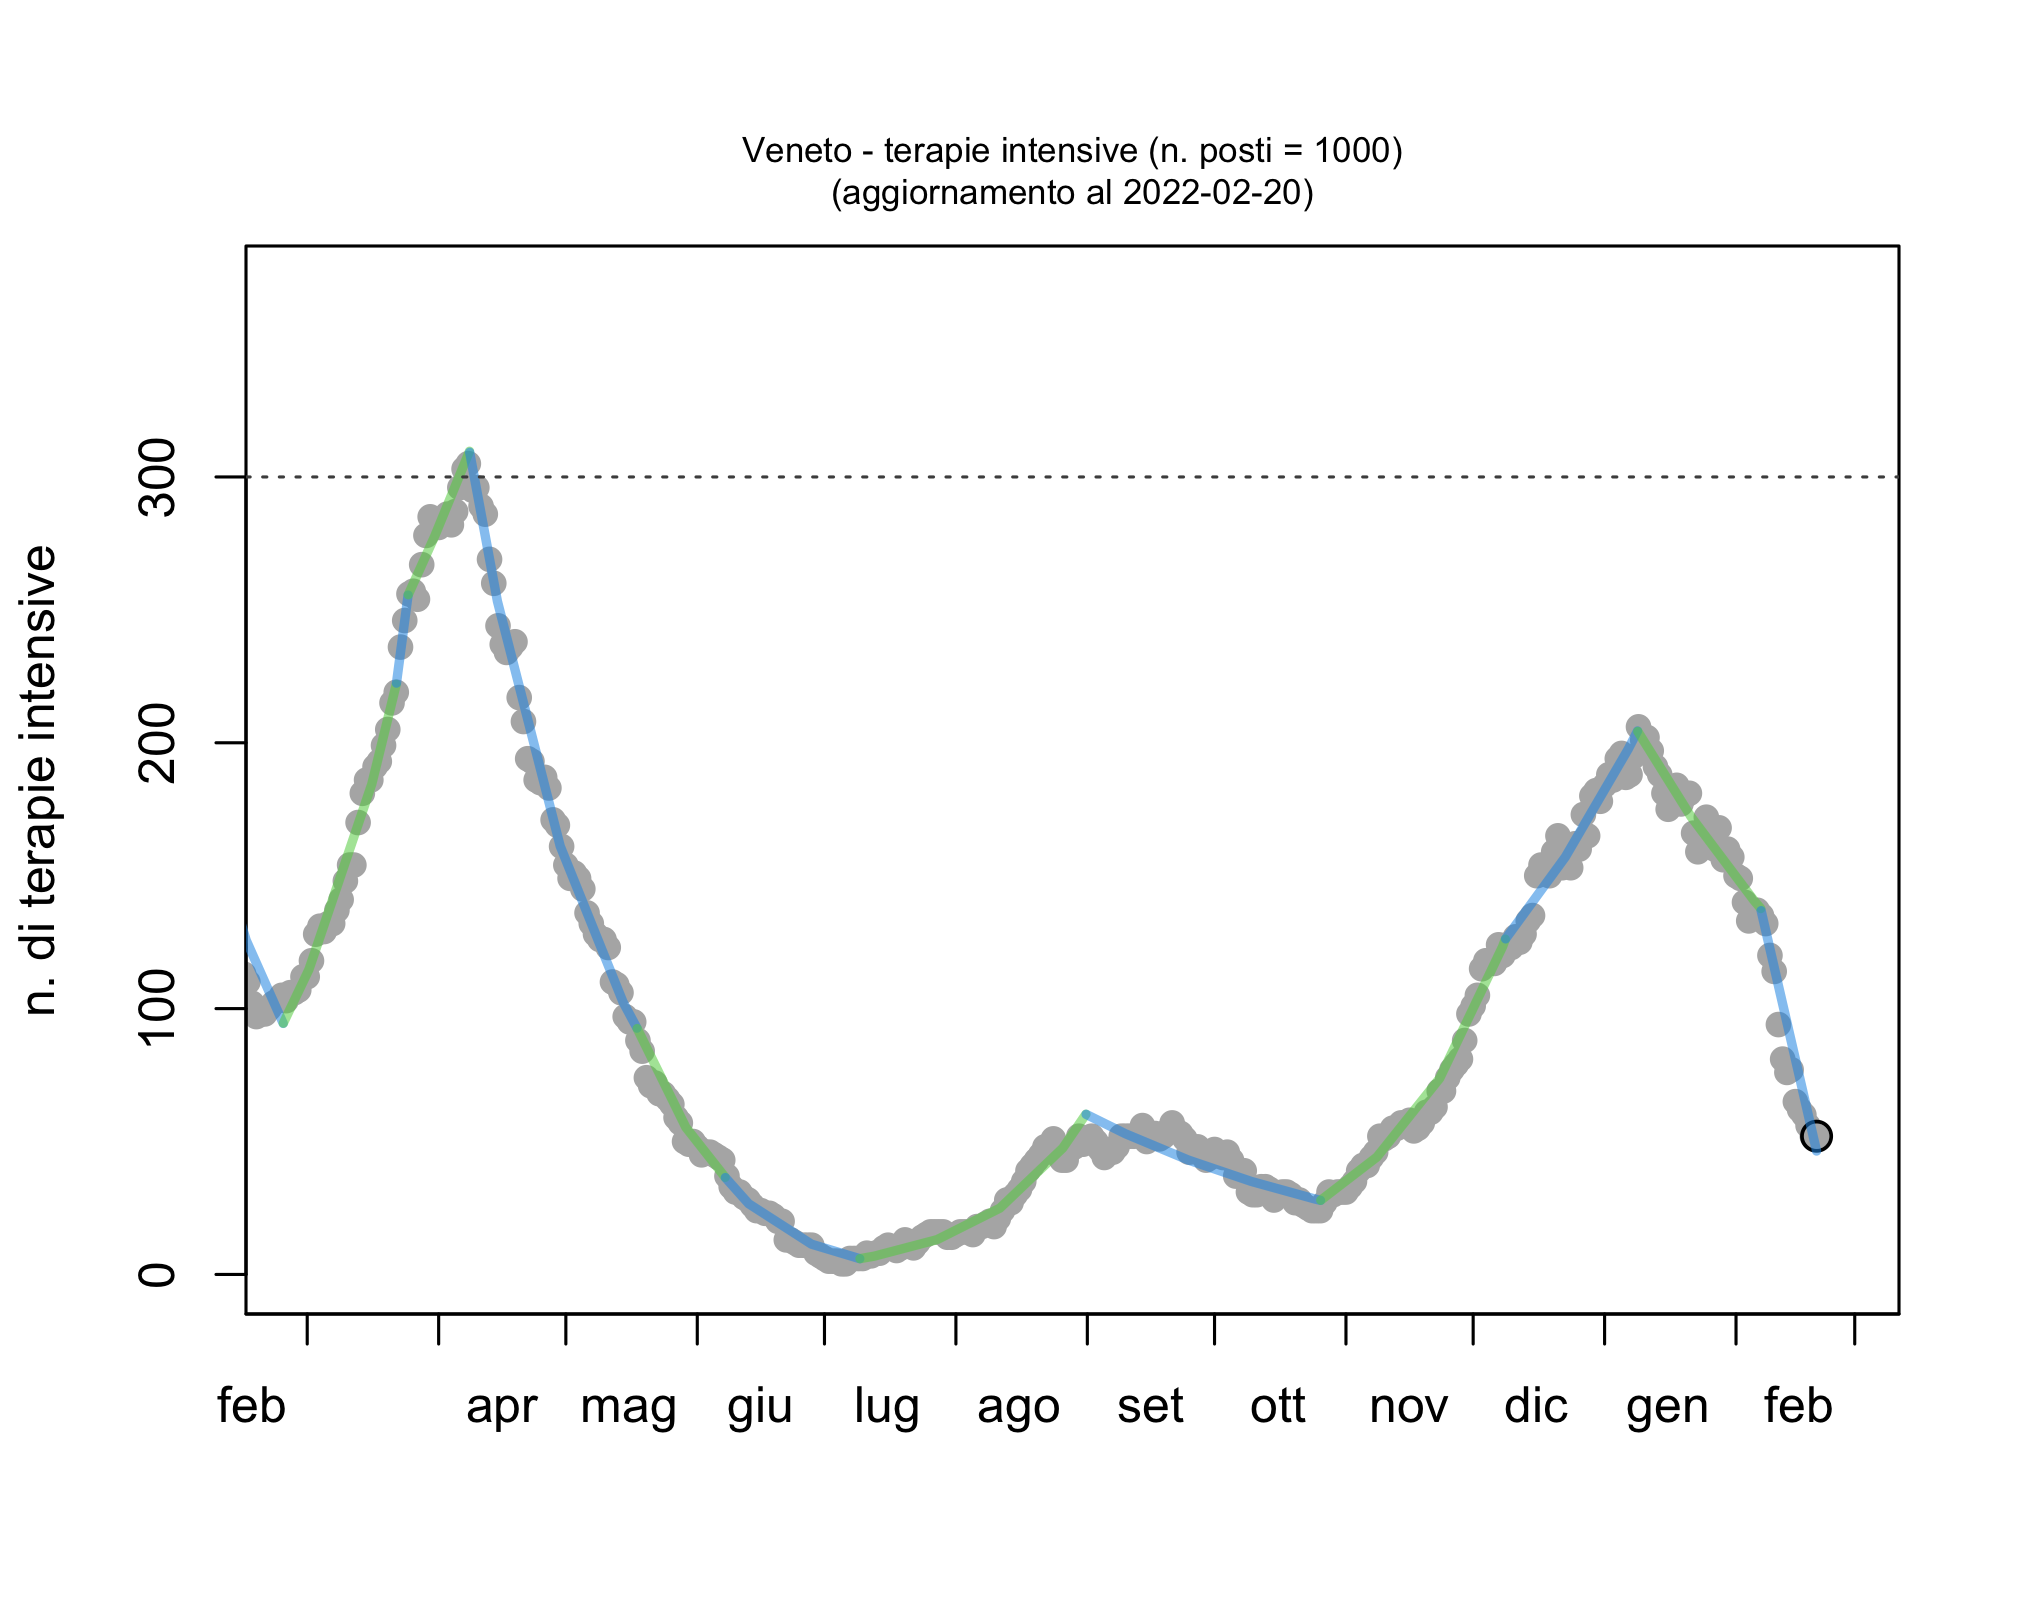 Veneto - terapie intensive (n. posti = 1000)
(aggiornamento al 2022-02-20)
n. di terapie intensive
300
200
100
0
feb apr mag giu lug ago set ott nov dic gen feb